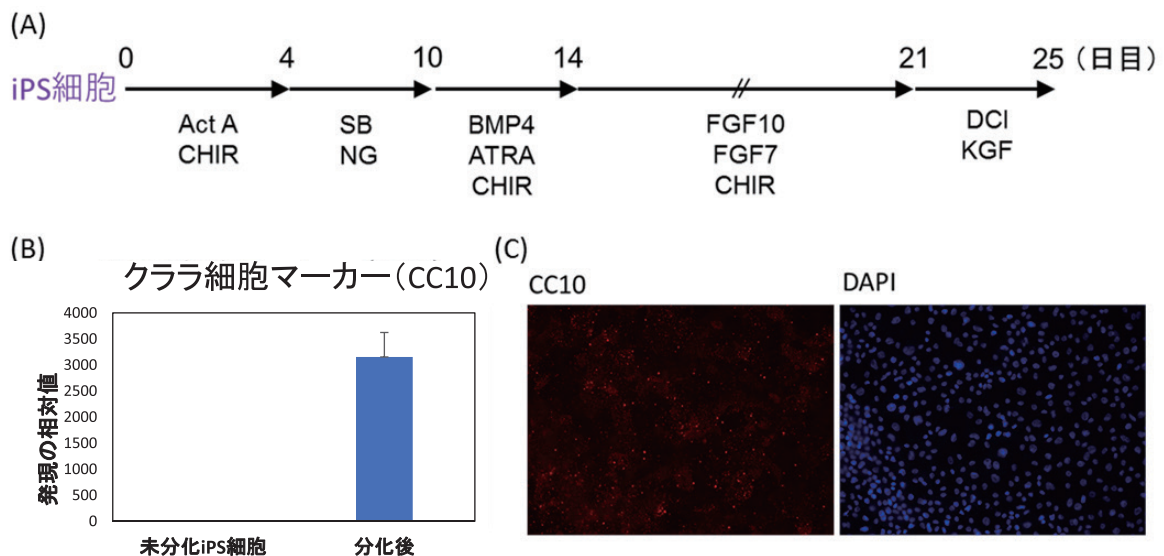 (A)
0 4 10 14 21 25（日目）
iPS細胞
Act A SB BMP4 FGF10 DCI
CHIR NG ATRA FGF7 KGF
CHIR CHIR
(B)
クララ細胞マーカー（CC10）
発現の相対値
4000
3500
3000
2500
2000
1500
1000
500
0
未分化iPS細胞 分化後
(C)
CC10 DAPI